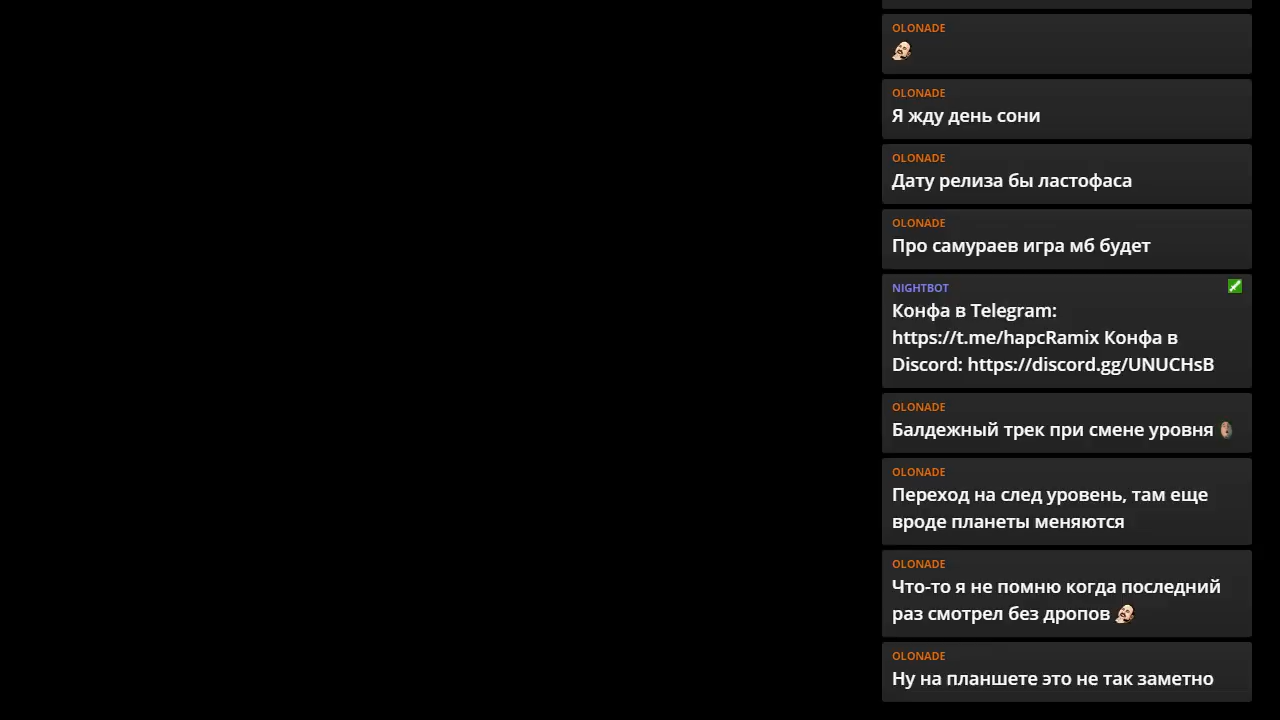 OLONADE
OLONADE
Я жду день сони
OLONADE
Дату релиза бы ластофаса
OLONADE
Про самураев игра мб будет
NIGHTBOT
Конфа в Telegram:
https://t.me/hapcRamix Конфа в
Discord: https://discord.gg/UNUCHsB
OLONADE
Балдежный трек при смене уровня
OLONADE
Переход на след уровень, там еще
вроде планеты меняются
OLONADE
Что-то я не помню когда последний
раз смотрел без дропов
OLONADE
Ну на планшете это не так заметно